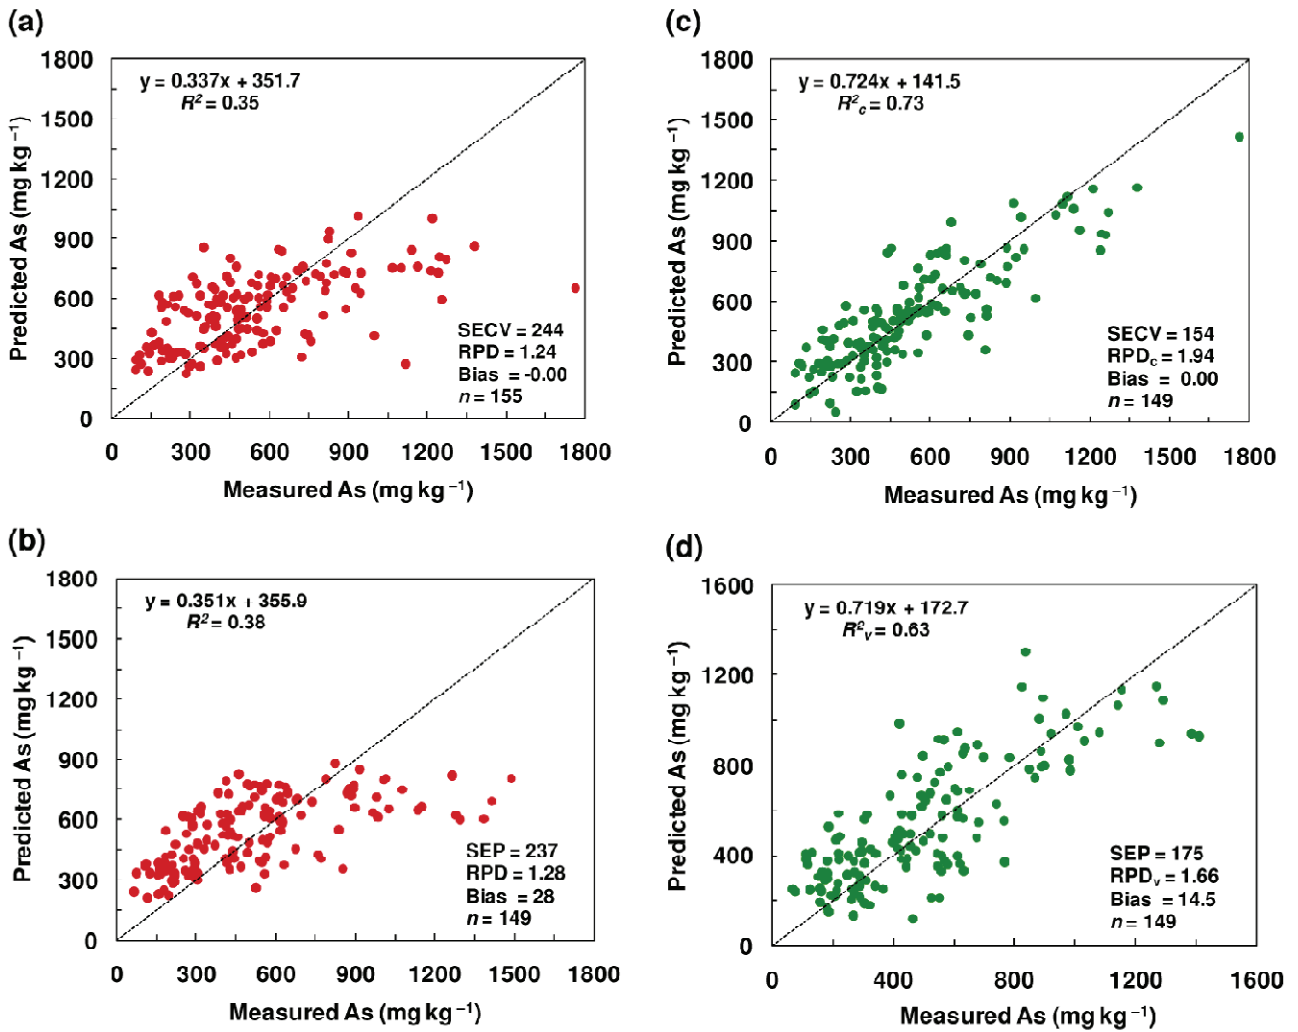 (a)
1800
1500
1200
900
600
300
0
Predicted As (mg kg⁻¹)
y = 0.337x + 351.7
R² = 0.35
SECV = 244
RPD = 1.24
Bias = -0.00
n = 155
0 300 600 900 1200 1500 1800
Measured As (mg kg⁻¹)
(c)
1800
1500
1200
900
600
300
0
Predicted As (mg kg⁻¹)
y = 0.724x + 141.5
R²c = 0.73
SECV = 154
RPDc = 1.94
Bias = 0.00
n = 149
0 300 600 900 1200 1500 1800
Measured As (mg kg⁻¹)
(b)
1800
1500
1200
900
600
300
0
Predicted As (mg kg⁻¹)
y = 0.351x + 355.9
R² = 0.38
SEP = 237
RPD = 1.28
Bias = 28
n = 149
0 300 600 900 1200 1500 1800
Measured As (mg kg⁻¹)
(d)
1600
1200
800
400
0
Predicted As (mg kg⁻¹)
y = 0.719x + 172.7
R²v = 0.63
SEP = 175
RPDv = 1.66
Bias = 14.5
n = 149
0 400 800 1200 1600
Measured As (mg kg⁻¹)